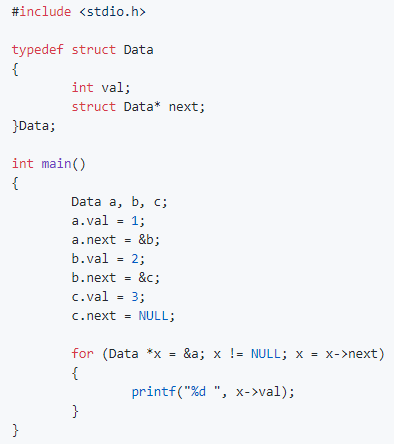 #include <stdio.h>

typedef struct Data
{
        int val;
        struct Data* next;
}Data;

int main()
{
        Data a, b, c;
        a.val = 1;
        a.next = &b;
        b.val = 2;
        b.next = &c;
        c.val = 3;
        c.next = NULL;

        for (Data *x = &a; x != NULL; x = x->next)
        {
                printf("%d ", x->val);
        }
}